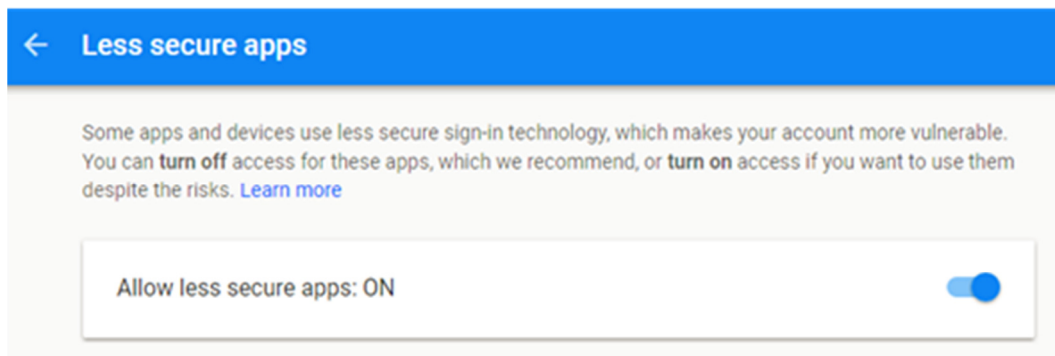 Less secure apps
Some apps and devices use less secure sign-in technology, which makes your account more vulnerable.
You can turn off access for these apps, which we recommend, or turn on access if you want to use them
despite the risks. Learn more
Allow less secure apps: ON